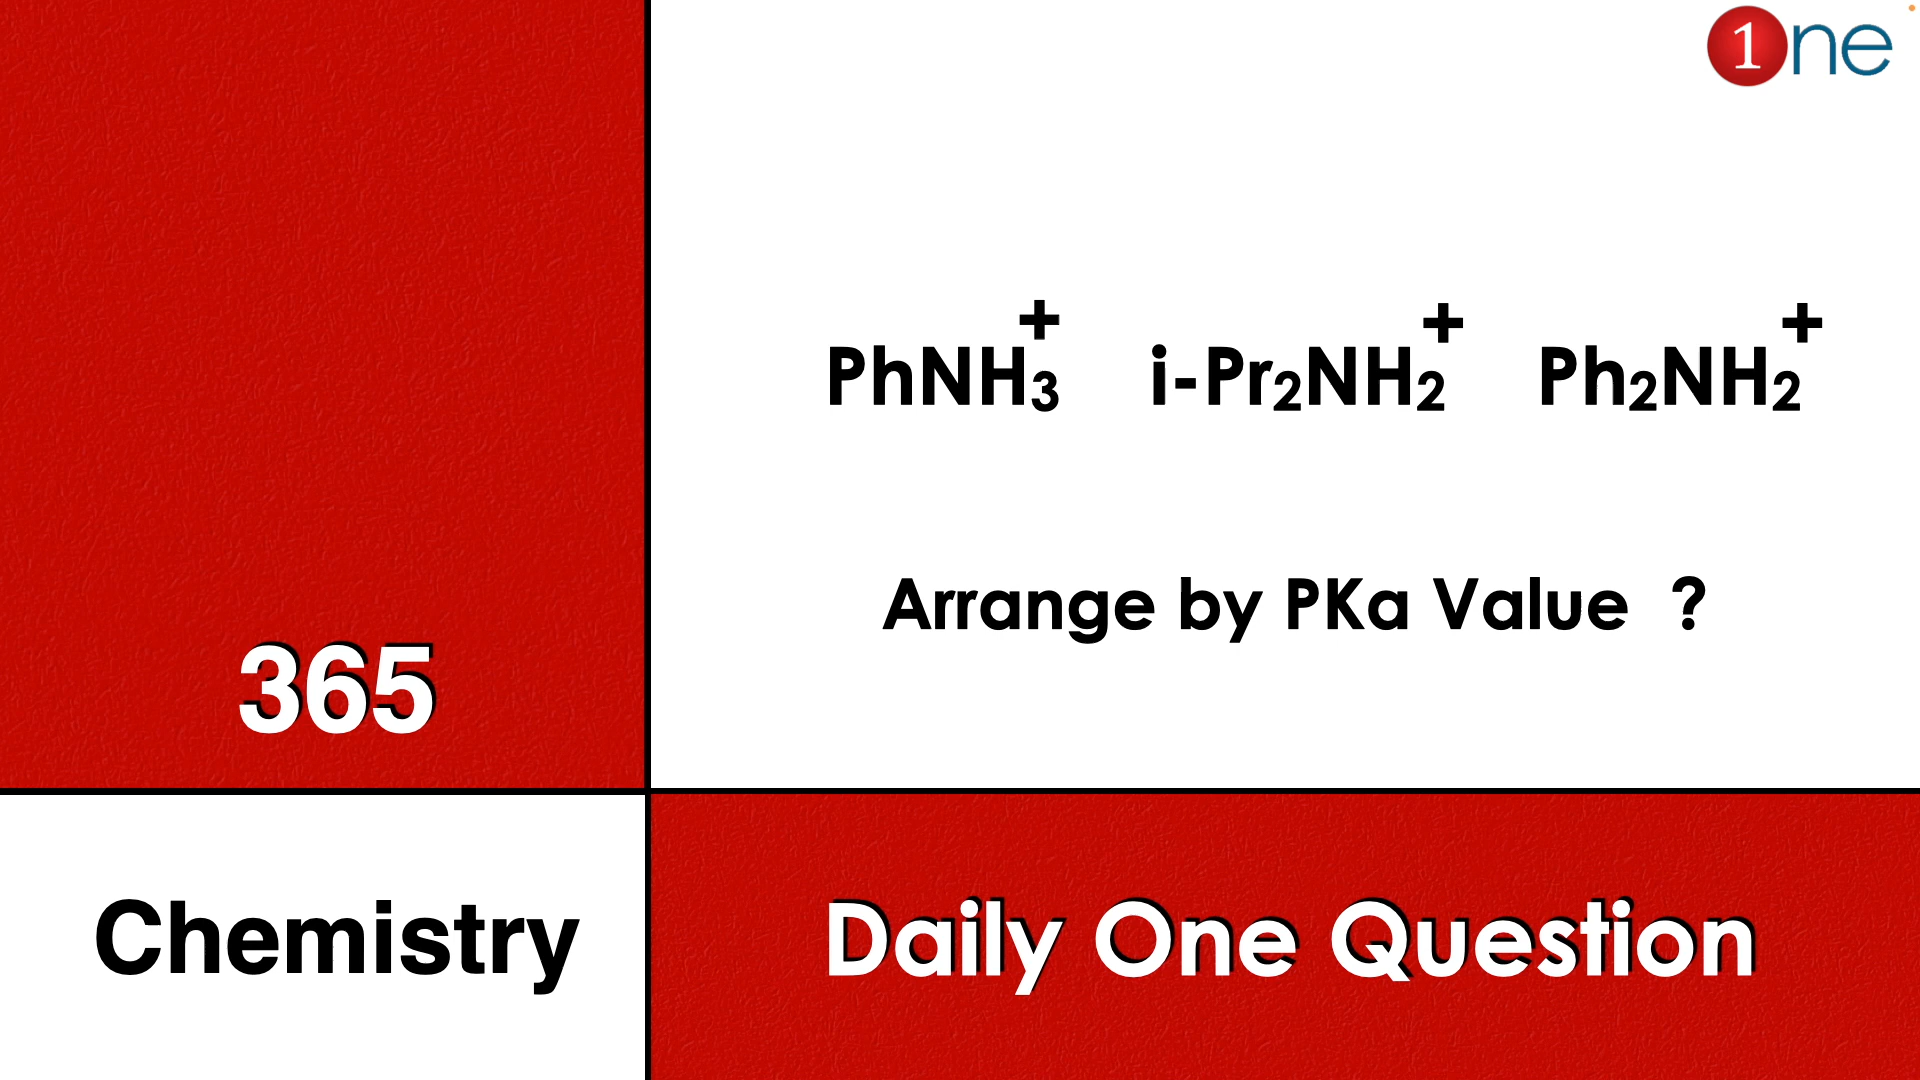 1ne
PhNH₃⁺ i-Pr₂NH₂⁺ Ph₂NH₂⁺
Arrange by PKa Value ?
365
Chemistry
Daily One Question